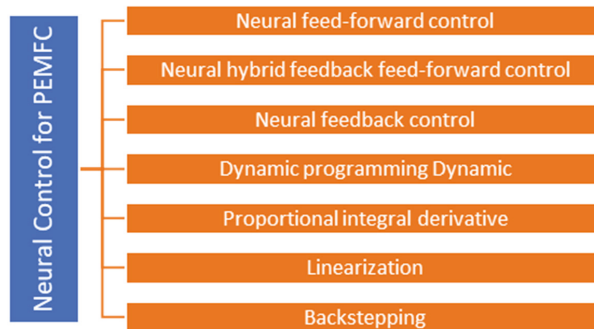 Neural Control for PEMFC
Neural feed-forward control
Neural hybrid feedback feed-forward control
Neural feedback control
Dynamic programming Dynamic
Proportional integral derivative
Linearization
Backstepping